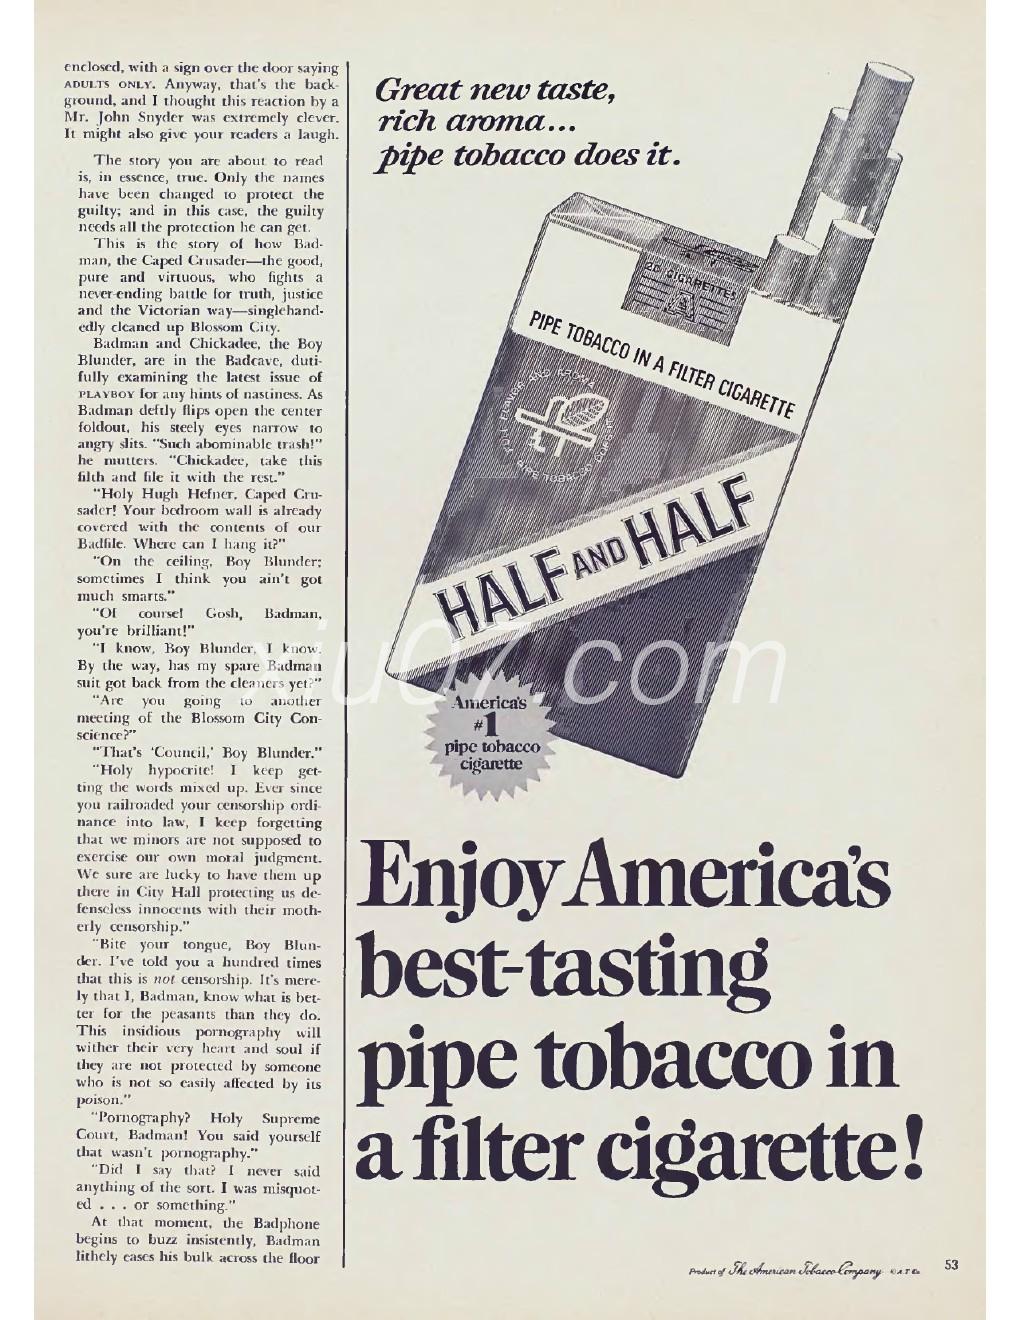 enclosed, with a sign over the door saying
ADULTS ONLY. Anyway, that's the back-
ground, and I thought this reaction by a
Mr. John Snyder was extremely clever.
It might also give your readers a laugh.
The story you are about to read
is, in essence, true. Only the names
have been changed to protect the
guilty; and in this case, the guilty
needs all the protection he can get.
This is the story of how Bad-
man, the Caped Crusader—the good,
pure and virtuous, who fights a
never-ending battle for truth, justice
and the Victorian way—singlehand-
edly cleaned up Blossom City.
Badman and Chickadee, the Boy
Blunder, are in the Badcave, duti-
fully examining the latest issue of
PLAYBOY for any hints of nastiness. As
Badman deftly flips open the center
foldout, his steely eyes narrow to
angry slits. "Such abominable trash!"
he mutters. "Chickadee, take this
filth and file it with the rest."
"Holy Hugh Hefner, Caped Cru-
sader! Your bedroom wall is already
covered with the contents of our
Badfile. Where can I hang it?"
"On the ceiling, Boy Blunder;
sometimes I think you ain't got
much smarts."
"Of course! Gosh, Badman,
you're brilliant!"
"I know, Boy Blunder, I know.
By the way, has my spare Badman
suit got back from the cleaners yet?"
"Are you going to another
meeting of the Blossom City Con-
science?"
"That's 'Council,' Boy Blunder."
"Holy hypocrite! I keep get-
ting the words mixed up. Ever since
you railroaded your censorship ordi-
nance into law, I keep forgetting
that we minors are not supposed to
exercise our own moral judgment.
We sure are lucky to have them up
there in City Hall protecting us de-
fenseless innocents with their moth-
erly censorship."
"Bite your tongue, Boy Blun-
der. I've told you a hundred times
that this is not censorship. It's mere-
ly that I, Badman, know what is bet-
ter for the peasants than they do.
This insidious pornography will
wither their very heart and soul if
they are not protected by someone
who is not so easily affected by its
poison."
"Pornography? Holy Supreme
Court, Badman! You said yourself
that wasn't pornography."
"Did I say that? I never said
anything of the sort. I was misquot-
ed . . . or something."
At that moment, the Badphone
begins to buzz insistently, Badman
lithely eases his bulk across the floor
Great new taste,
rich aroma...
pipe tobacco does it.
20 CIGARETTES
A
PIPE TOBACCO IN A FILTER CIGARETTE
HALF AND HALF
America's
#1
pipe tobacco
cigarette
xiu07.com
Enjoy America's
best-tasting
pipe tobacco in
a filter cigarette!
Product of The American Tobacco Company © A.T.Co.
53